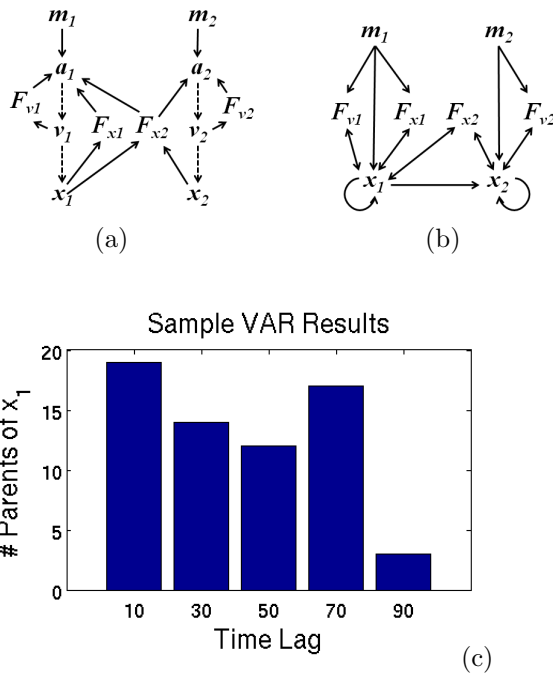 m1 m2
a1 a2
Fv1 v1 Fx1 Fx2 v2 Fv2
x1 x2
(a)
m1 m2
Fv1 Fx1 Fx2 Fv2
x1 x2
(b)
Sample VAR Results
# Parents of x1
20
15
10
5
0
10 30 50 70 90
Time Lag
(c)